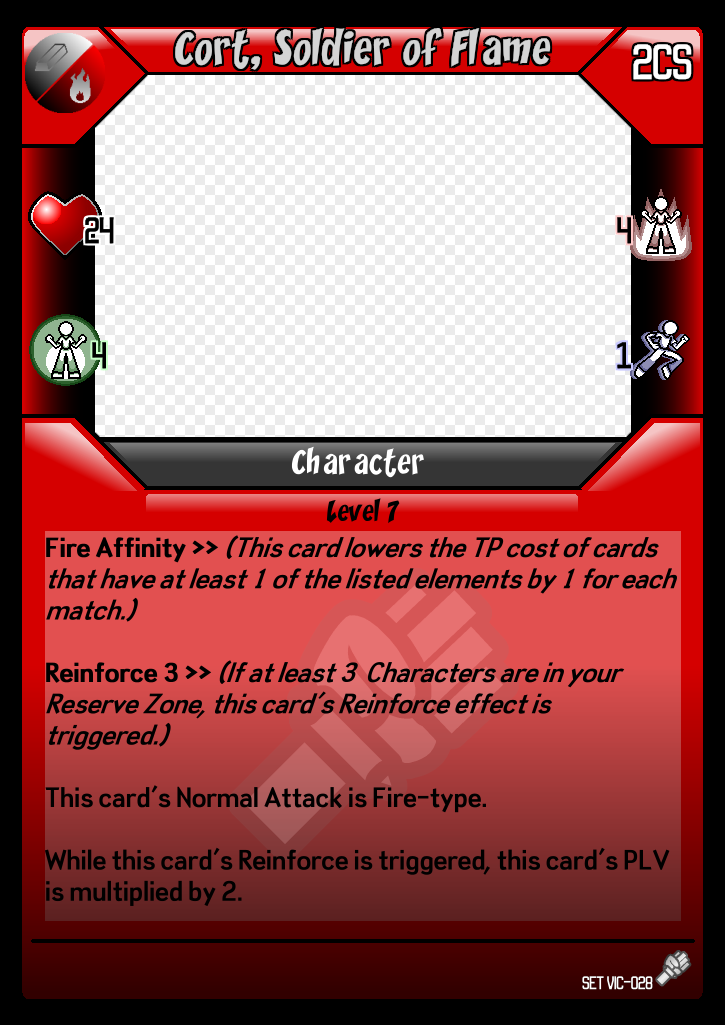 Cort, Soldier of Flame
2CS
24
4
4
1
Character
Level 7
Fire Affinity >> (This card lowers the TP cost of cards
that have at least 1 of the listed elements by 1 for each
match.)
Reinforce 3 >> (If at least 3 Characters are in your
Reserve Zone, this card's Reinforce effect is
triggered.)
This card's Normal Attack is Fire-type.
While this card's Reinforce is triggered, this card's PLV
is multiplied by 2.
SET VIC-028